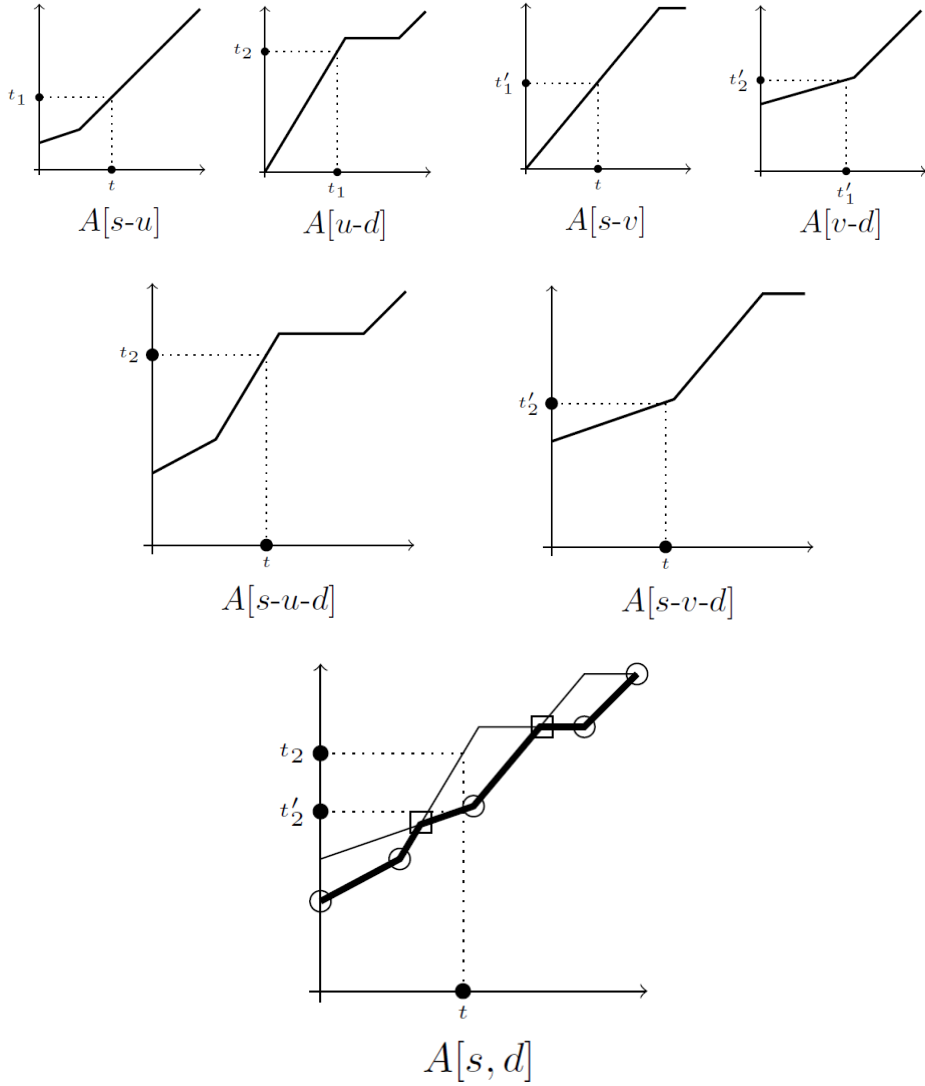 t₁
t
A[s-u]
t₂
t₁
A[u-d]
t′₁
t
A[s-v]
t′₂
t′₁
A[v-d]
t₂
t
A[s-u-d]
t′₂
t
A[s-v-d]
t₂
t′₂
t
A[s, d]